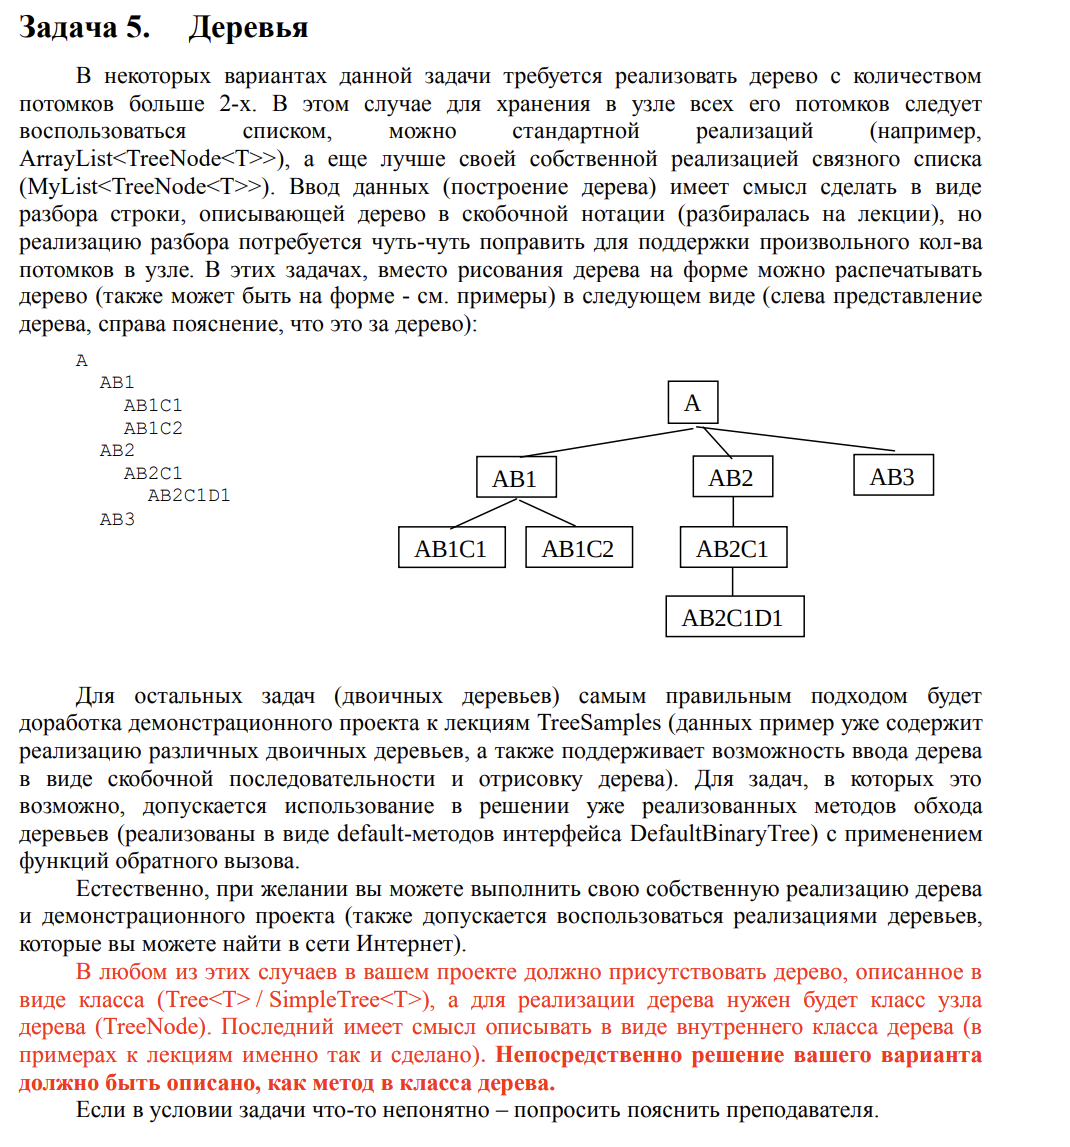 Задача 5. Деревья
В некоторых вариантах данной задачи требуется реализовать дерево с количеством
потомков больше 2-х. В этом случае для хранения в узле всех его потомков следует
воспользоваться списком, можно стандартной реализаций (например,
ArrayList<TreeNode<T>>), а еще лучше своей собственной реализацией связного списка
(MyList<TreeNode<T>>). Ввод данных (построение дерева) имеет смысл сделать в виде
разбора строки, описывающей дерево в скобочной нотации (разбиралась на лекции), но
реализацию разбора потребуется чуть-чуть поправить для поддержки произвольного кол-ва
потомков в узле. В этих задачах, вместо рисования дерева на форме можно распечатывать
дерево (также может быть на форме - см. примеры) в следующем виде (слева представление
дерева, справа пояснение, что это за дерево):
A
AB1
AB1C1
AB1C2
AB2
AB2C1
AB2C1D1
AB3
A
AB1 AB2 AB3
AB1C1 AB1C2 AB2C1
AB2C1D1
Для остальных задач (двоичных деревьев) самым правильным подходом будет
доработка демонстрационного проекта к лекциям TreeSamples (данных пример уже содержит
реализацию различных двоичных деревьев, а также поддерживает возможность ввода дерева
в виде скобочной последовательности и отрисовку дерева). Для задач, в которых это
возможно, допускается использование в решении уже реализованных методов обхода
деревьев (реализованы в виде default-методов интерфейса DefaultBinaryTree) с применением
функций обратного вызова.
Естественно, при желании вы можете выполнить свою собственную реализацию дерева
и демонстрационного проекта (также допускается воспользоваться реализациями деревьев,
которые вы можете найти в сети Интернет).
В любом из этих случаев в вашем проекте должно присутствовать дерево, описанное в
виде класса (Tree<T> / SimpleTree<T>), а для реализации дерева нужен будет класс узла
дерева (TreeNode). Последний имеет смысл описывать в виде внутреннего класса дерева (в
примерах к лекциям именно так и сделано). Непосредственно решение вашего варианта
должно быть описано, как метод в класса дерева.
Если в условии задачи что-то непонятно – попросить пояснить преподавателя.